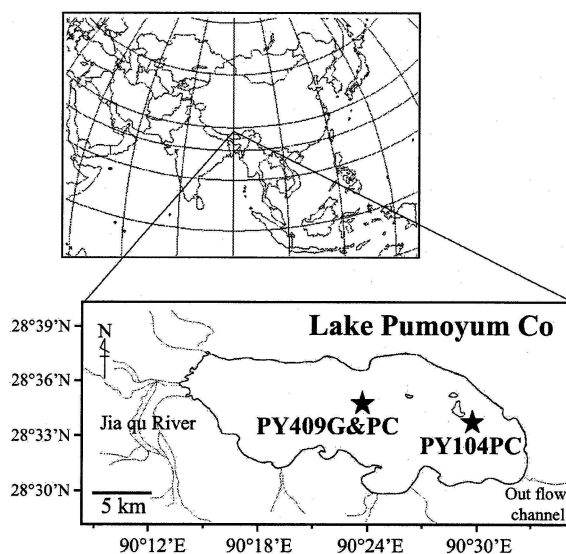 Lake Pumoyum Co
28°39’N
N
28°36’N
Jia qu River
PY409G&PC
PY104PC
28°33’N
28°30’N
5 km
Out flow
channel
90°12’E
90°18’E
90°24’E
90°30’E